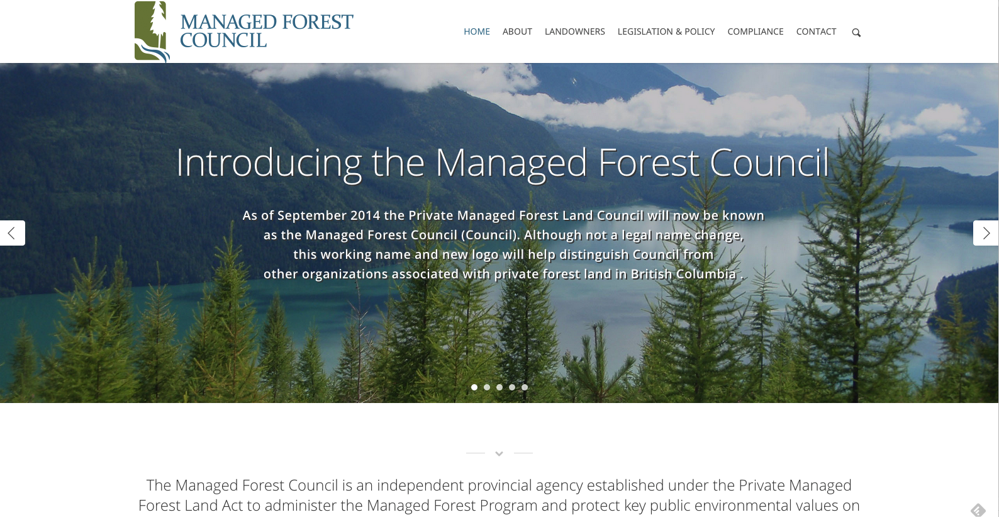 MANAGED FOREST
COUNCIL
HOME ABOUT LANDOWNERS LEGISLATION & POLICY COMPLIANCE CONTACT
Introducing the Managed Forest Council
As of September 2014 the Private Managed Forest Land Council will now be known
as the Managed Forest Council (Council). Although not a legal name change,
this working name and new logo will help distinguish Council from
other organizations associated with private forest land in British Columbia .
The Managed Forest Council is an independent provincial agency established under the Private Managed
Forest Land Act to administer the Managed Forest Program and protect key public environmental values on